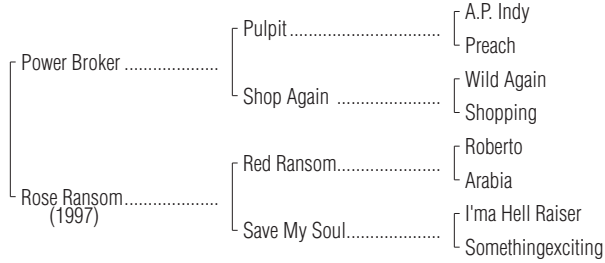 A.P. Indy
Pulpit
Preach
Power Broker
Wild Again
Shop Again
Shopping
Roberto
Red Ransom
Arabia
Rose Ransom
(1997)
I'ma Hell Raiser
Save My Soul
Somethingexciting